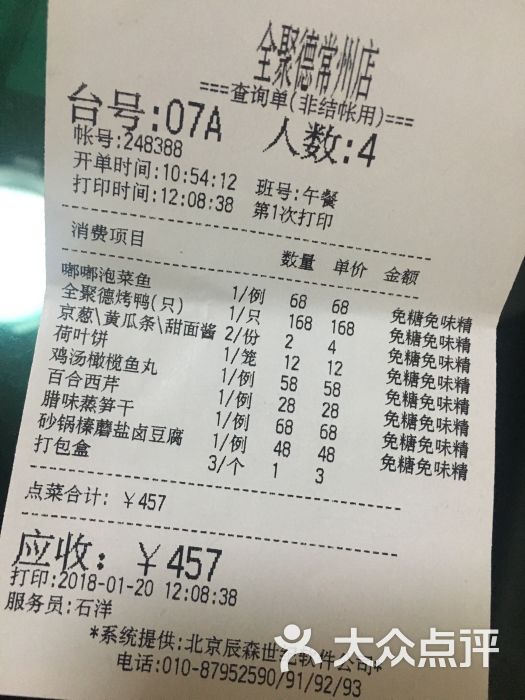 全聚德常州店
===查询单(非结帐用)===
台号:07A 人数:4
帐号:248388
开单时间:10:54:12 班号:午餐
打印时间:12:08:38 第1次打印
消费项目 数量 单价 金额
嘟嘟泡菜鱼 1/例 68 68 免糖免味精
全聚德烤鸭(只) 1/只 168 168 免糖免味精
京葱\黄瓜条\甜面酱 2/份 2 4 免糖免味精
荷叶饼 1/笼 12 12 免糖免味精
鸡汤橄榄鱼丸 1/例 58 58 免糖免味精
百合西芹 1/例 28 28 免糖免味精
腊味蒸笋干 1/例 68 68 免糖免味精
砂锅榛蘑盐卤豆腐 1/例 48 48 免糖免味精
打包盒 3/个 1 3
点菜合计: ¥457
应收: ¥457
打印:2018-01-20 12:08:38
服务员:石洋
*系统提供:北京辰森世纪软件公司*
电话:010-87952590/91/92/93
大众点评